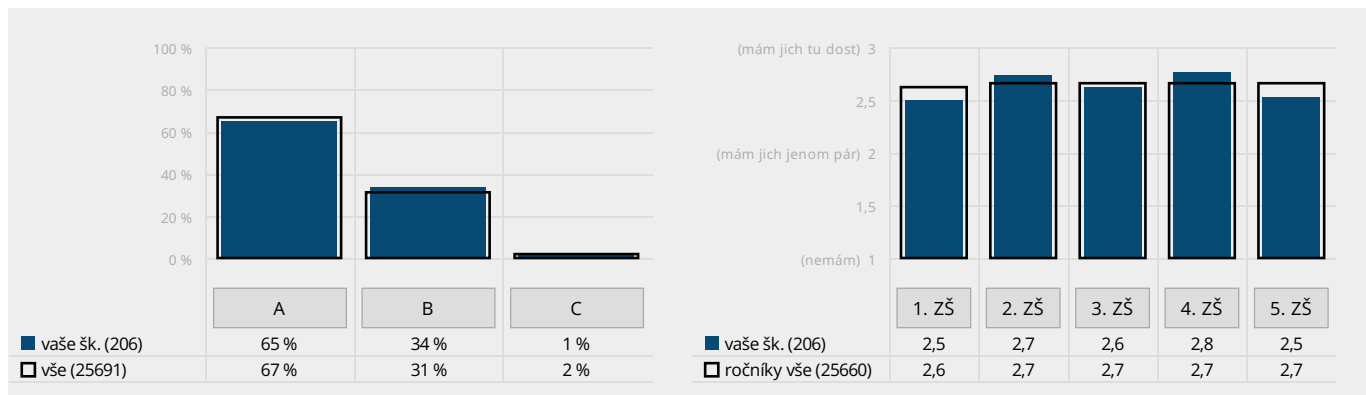 100 %
80 %
60 %
40 %
20 %
0 %
A B C
vaše šk. (206) 65 % 34 % 1 %
vše (25691) 67 % 31 % 2 %
(mám jich tu dost) 3
2,5
(mám jich jenom pár) 2
1,5
(nemám) 1
1. ZŠ 2. ZŠ 3. ZŠ 4. ZŠ 5. ZŠ
vaše šk. (206) 2,5 2,7 2,6 2,8 2,5
ročníky vše (25660) 2,6 2,7 2,7 2,7 2,7